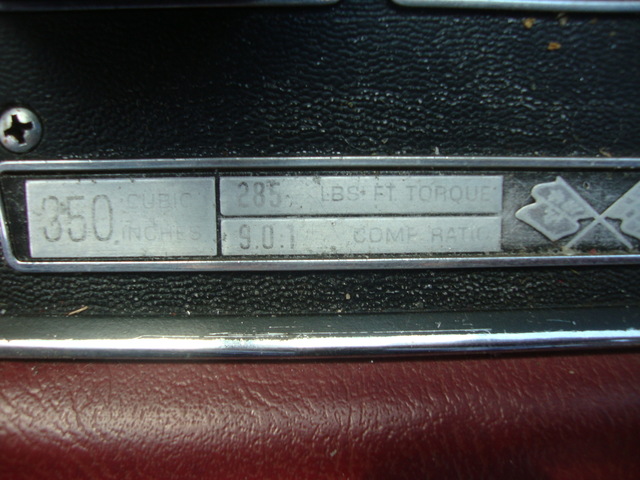 350 CUBIC INCHES
285 LBS. FT. TORQUE
9.0:1 COMP. RATIO